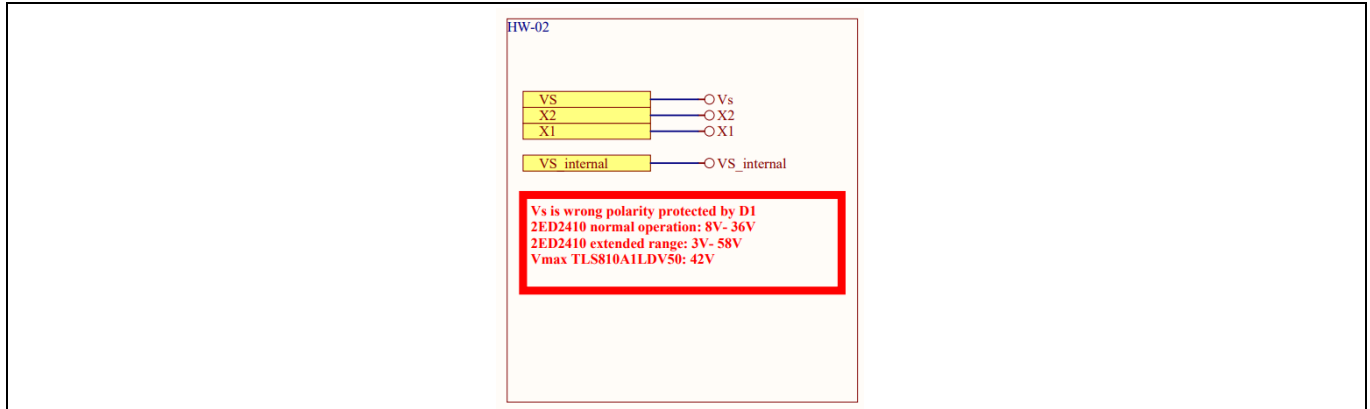 HW-02
VS Vs
X2 X2
X1 X1
VS_internal VS_internal
Vs is wrong polarity protected by D1
2ED2410 normal operation: 8V- 36V
2ED2410 extended range: 3V- 58V
Vmax TLS810A1LDV50: 42V